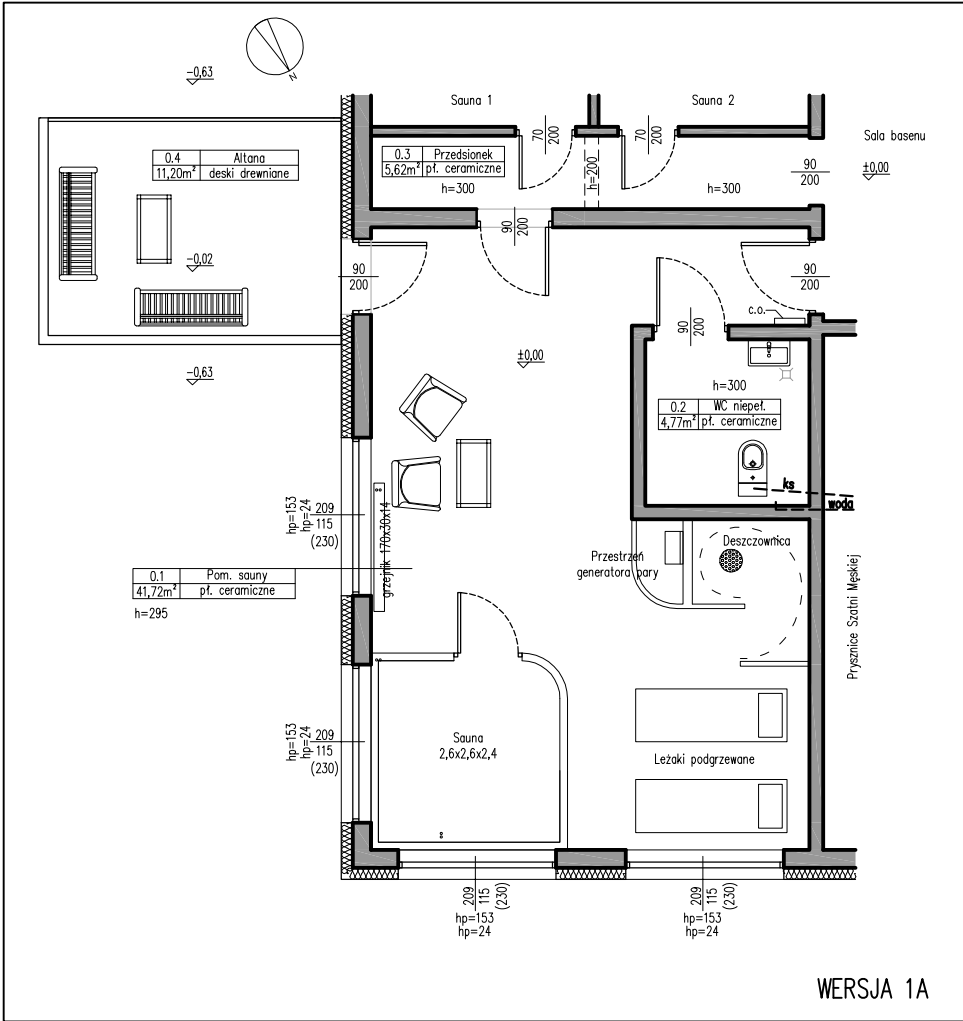 N
-0,63
Sauna 1
Sauna 2
Sala basenu
±0,00
0.4 Altana
11,20m² deski drewniane
0.3 Przedsionek
5,62m² pł. ceramiczne
h=300
70
200
h=200
70
200
h=300
90
200
-0,02
90
200
90
200
90
200
c.o.
90
200
-0,63
±0,00
h=300
0.2 WC niepeł.
4,77m² pł. ceramiczne
ks
woda
hp=153
hp=24
209
115
(230)
grzejnik 170x30x14
Przestrzeń
generatora pary
Deszczownica
Prysznice Szatni Męskiej
0.1 Pom. sauny
41,72m² pł. ceramiczne
h=295
hp=153
hp=24
209
115
(230)
Sauna
2,6x2,6x2,4
Leżaki podgrzewane
209
115
(230)
hp=153
hp=24
209
115
(230)
hp=153
hp=24
WERSJA 1A